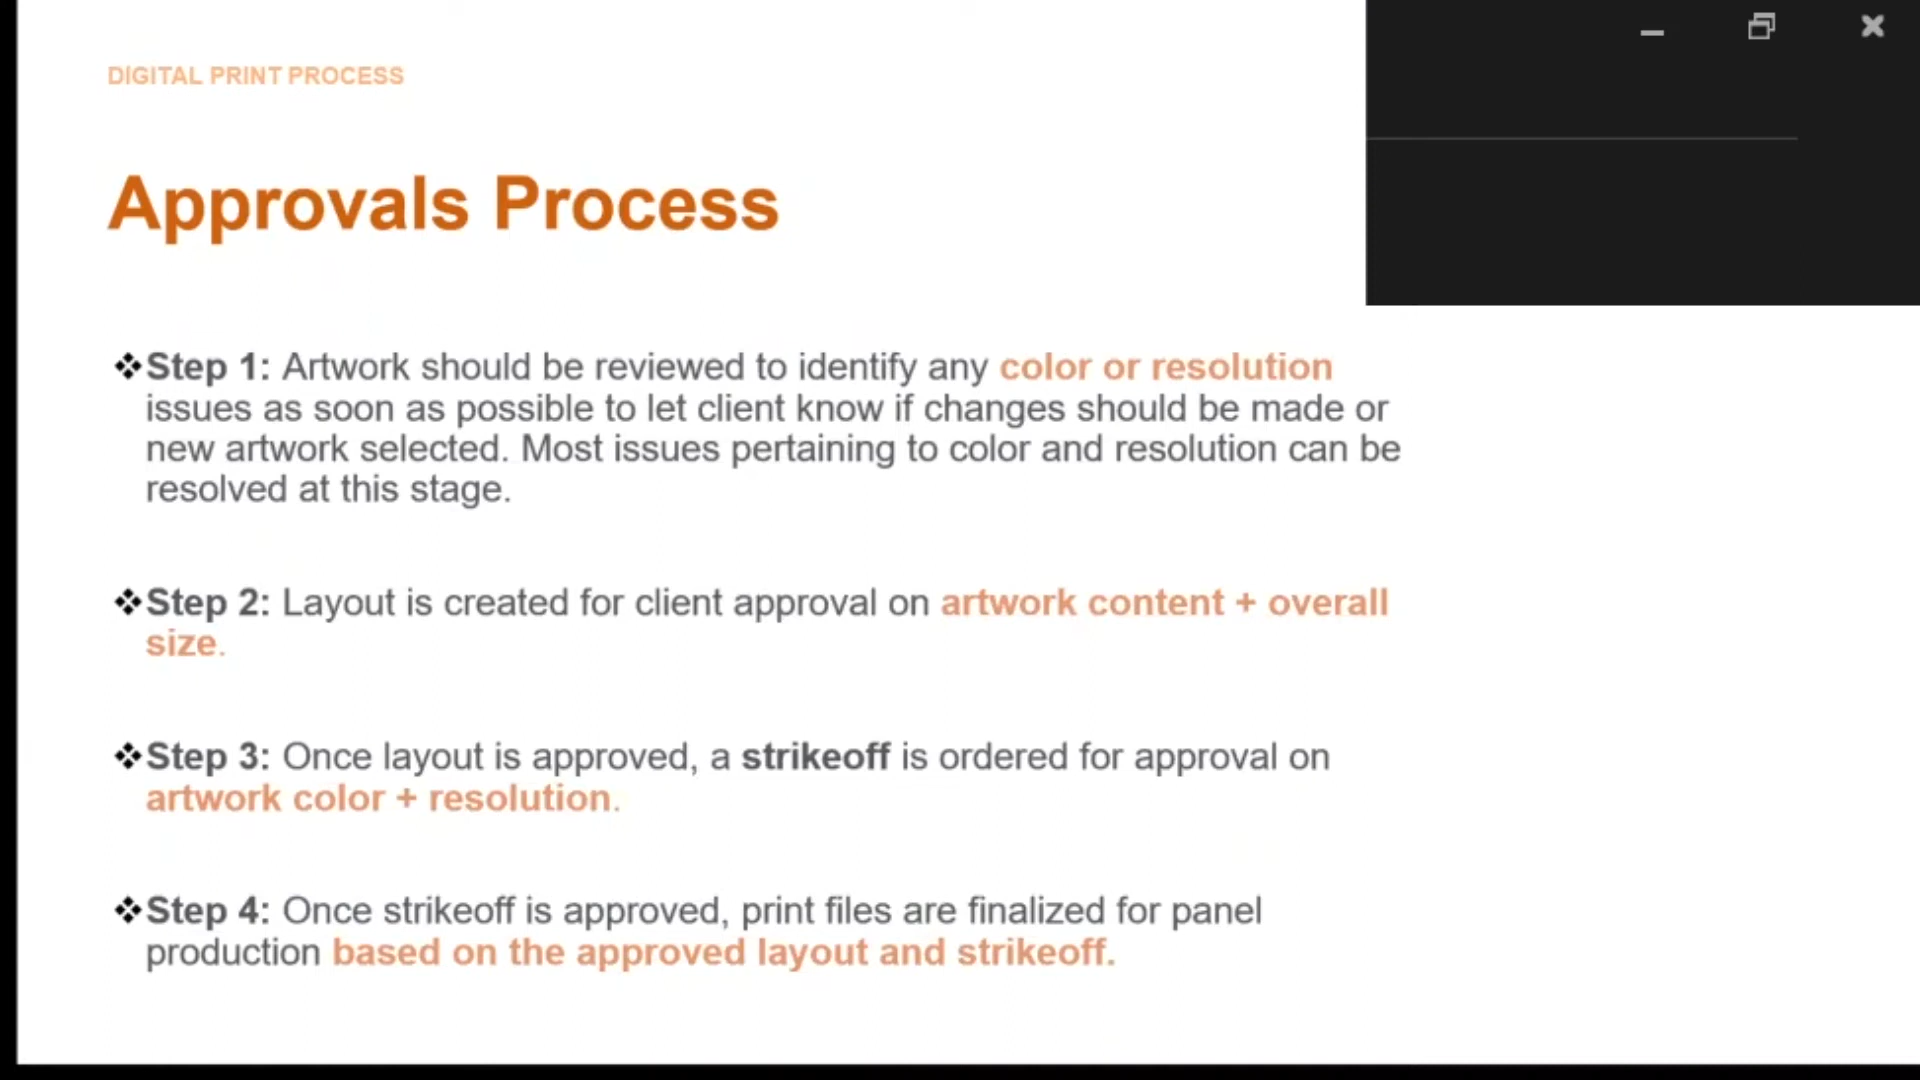 DIGITAL PRINT PROCESS
Approvals Process
❖Step 1: Artwork should be reviewed to identify any color or resolution
issues as soon as possible to let client know if changes should be made or
new artwork selected. Most issues pertaining to color and resolution can be
resolved at this stage.
❖Step 2: Layout is created for client approval on artwork content + overall
size.
❖Step 3: Once layout is approved, a strikeoff is ordered for approval on
artwork color + resolution.
❖Step 4: Once strikeoff is approved, print files are finalized for panel
production based on the approved layout and strikeoff.